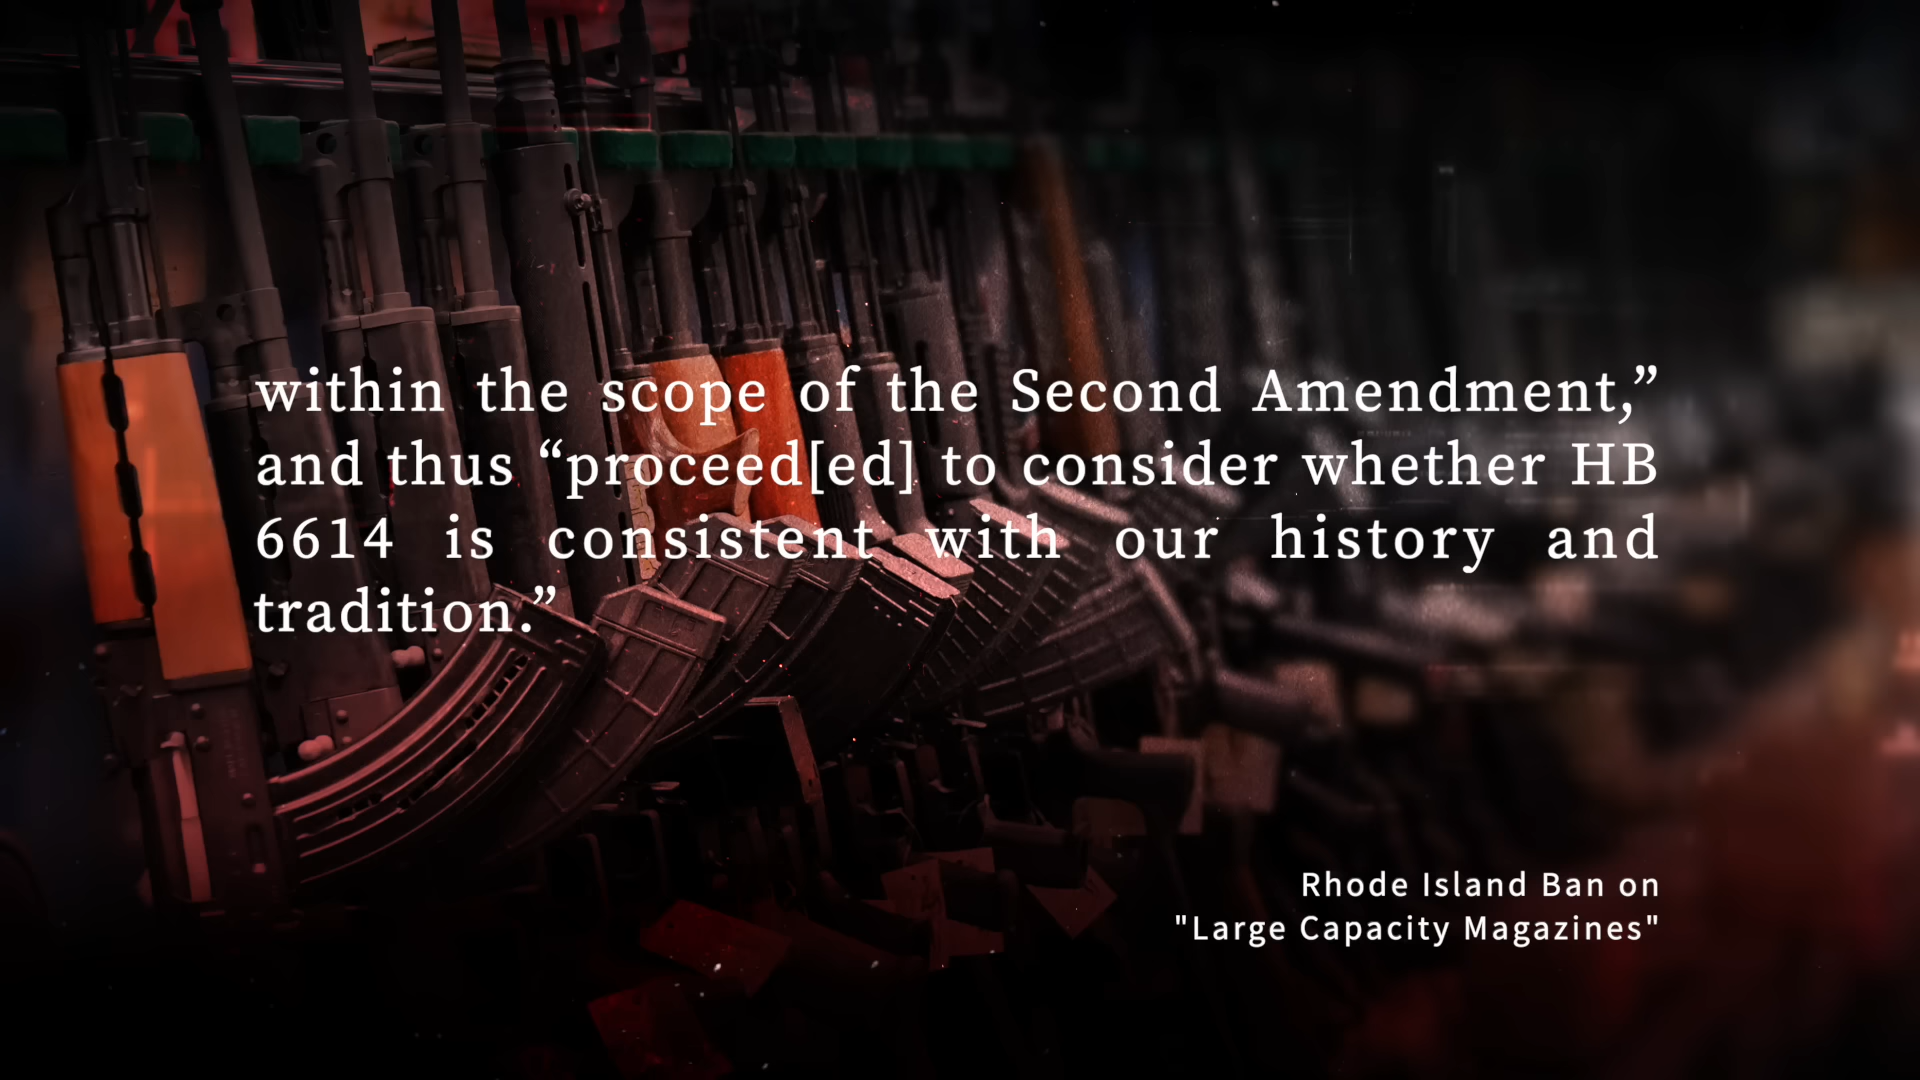 within the scope of the Second Amendment,”
and thus “proceed[ed] to consider whether HB
6614 is consistent with our history and
tradition.”
Rhode Island Ban on
"Large Capacity Magazines"